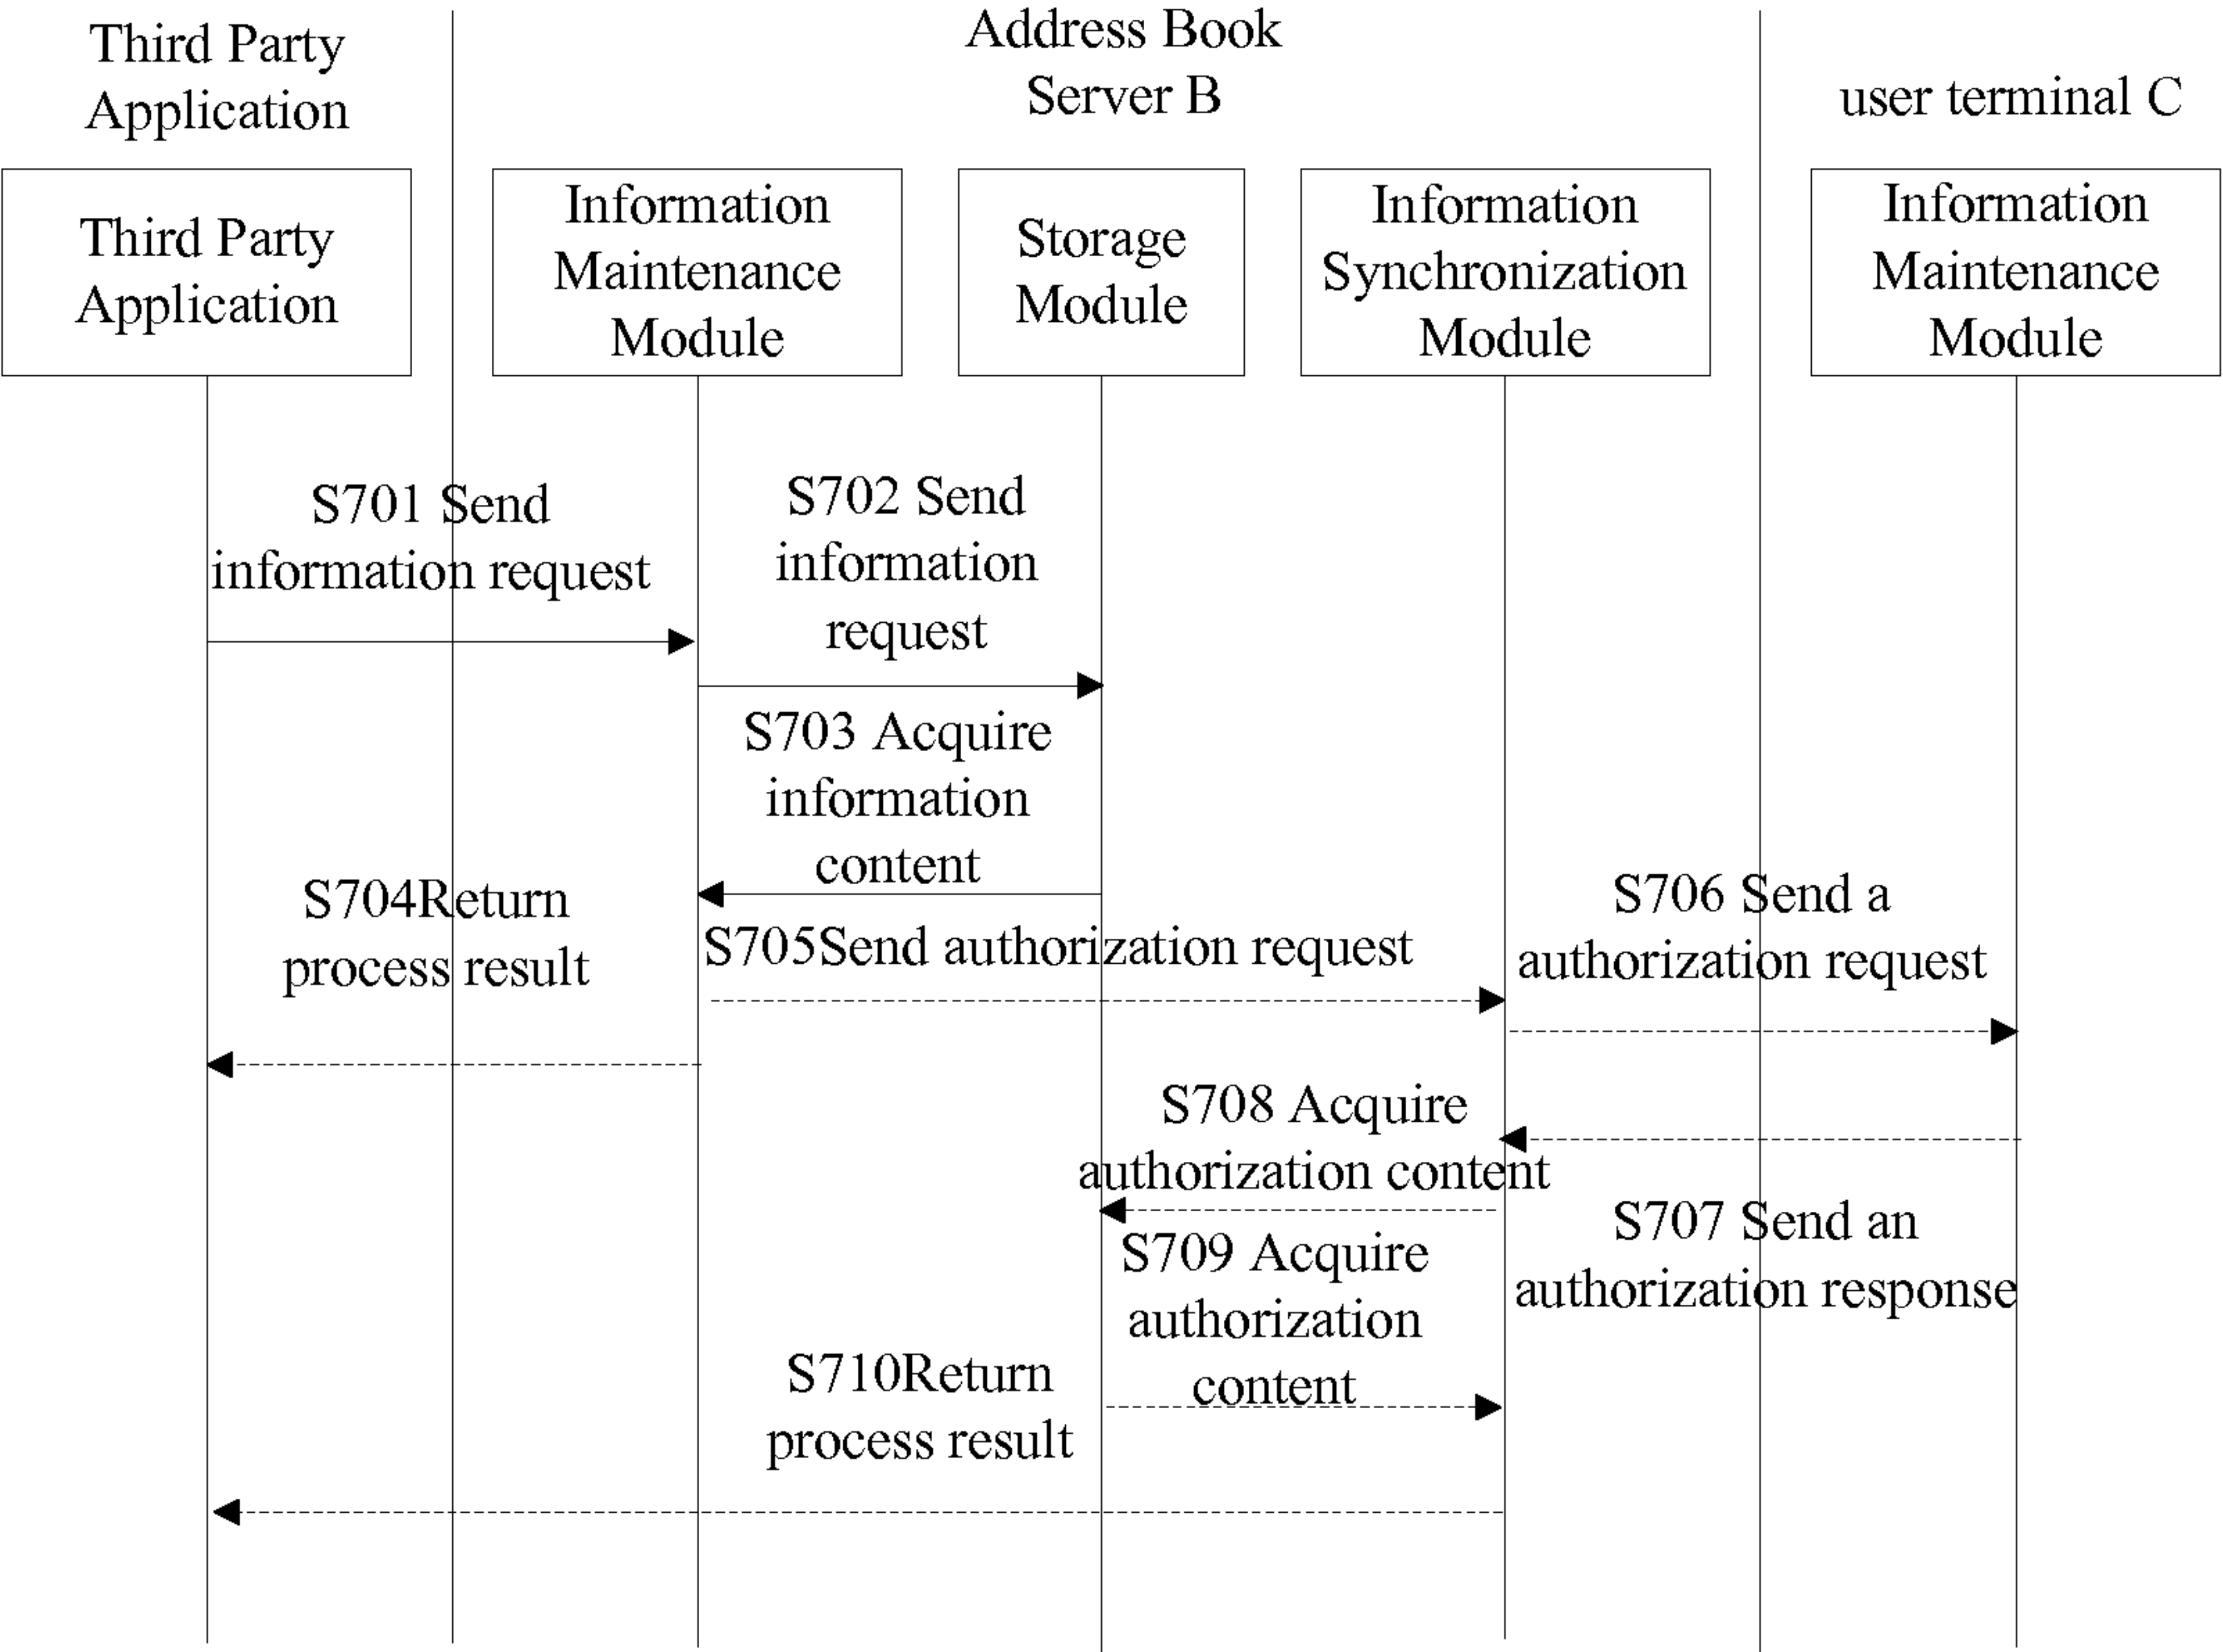 Third Party
Application
Address Book
Server B
user terminal C
Third Party
Application
Information
Maintenance
Module
Storage
Module
Information
Synchronization
Module
Information
Maintenance
Module
S701 Send
information request
S702 Send
information
request
S703 Acquire
information
content
S704Return
process result
S705Send authorization request
S706 Send a
authorization request
S708 Acquire
authorization content
S707 Send an
authorization response
S709 Acquire
authorization
content
S710Return
process result